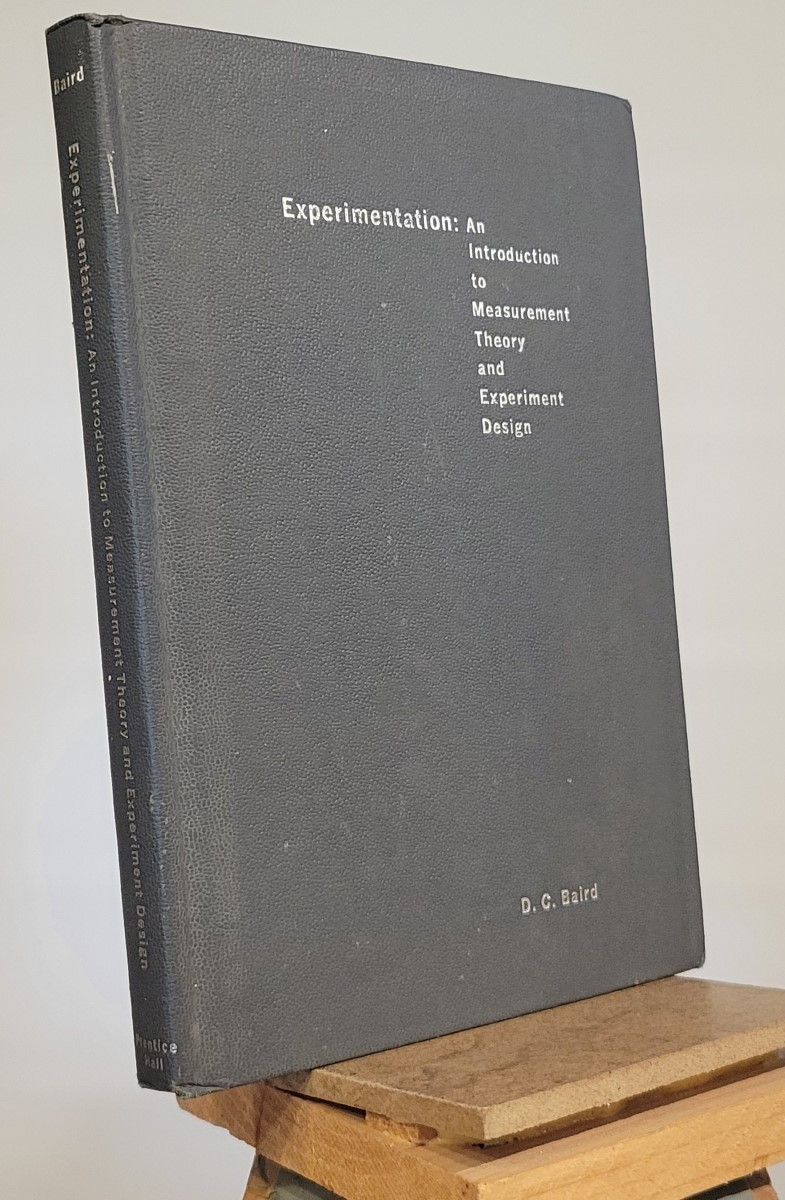 Baird
Experimentation: An Introduction to Measurement Theory and Experiment Design
Prentice
Hall
Experimentation: An
Introduction
to
Measurement
Theory
and
Experiment
Design
D. C. Baird